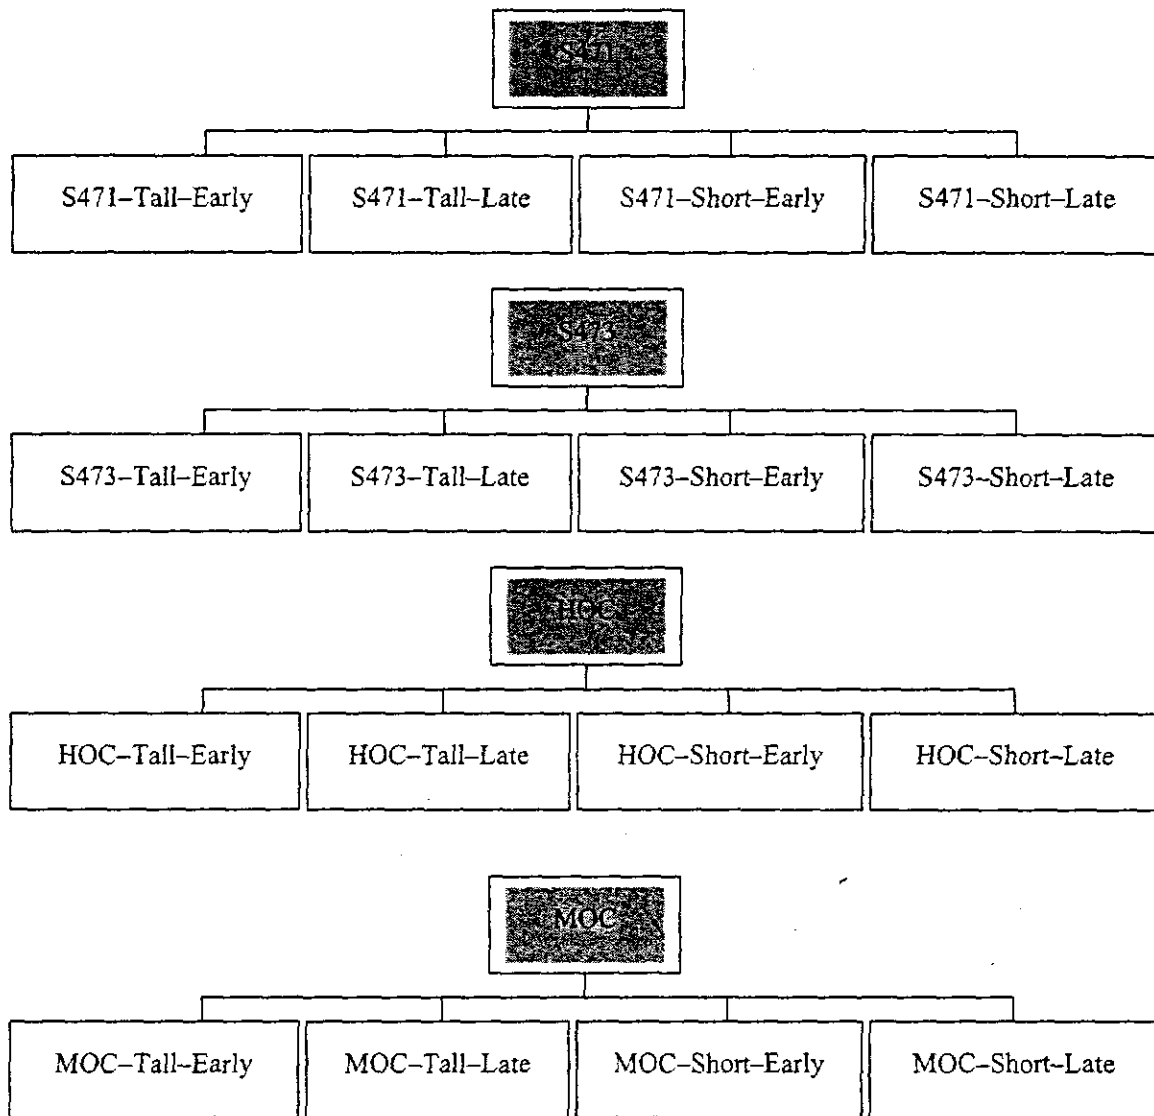 S471
S471–Tall–Early S471–Tall–Late S471–Short–Early S471–Short–Late
S473
S473–Tall–Early S473–Tall–Late S473–Short–Early S473–Short–Late
HOC
HOC–Tall–Early HOC–Tall–Late HOC–Short–Early HOC–Short–Late
MOC
MOC–Tall–Early MOC–Tall–Late MOC–Short–Early MOC–Short–Late